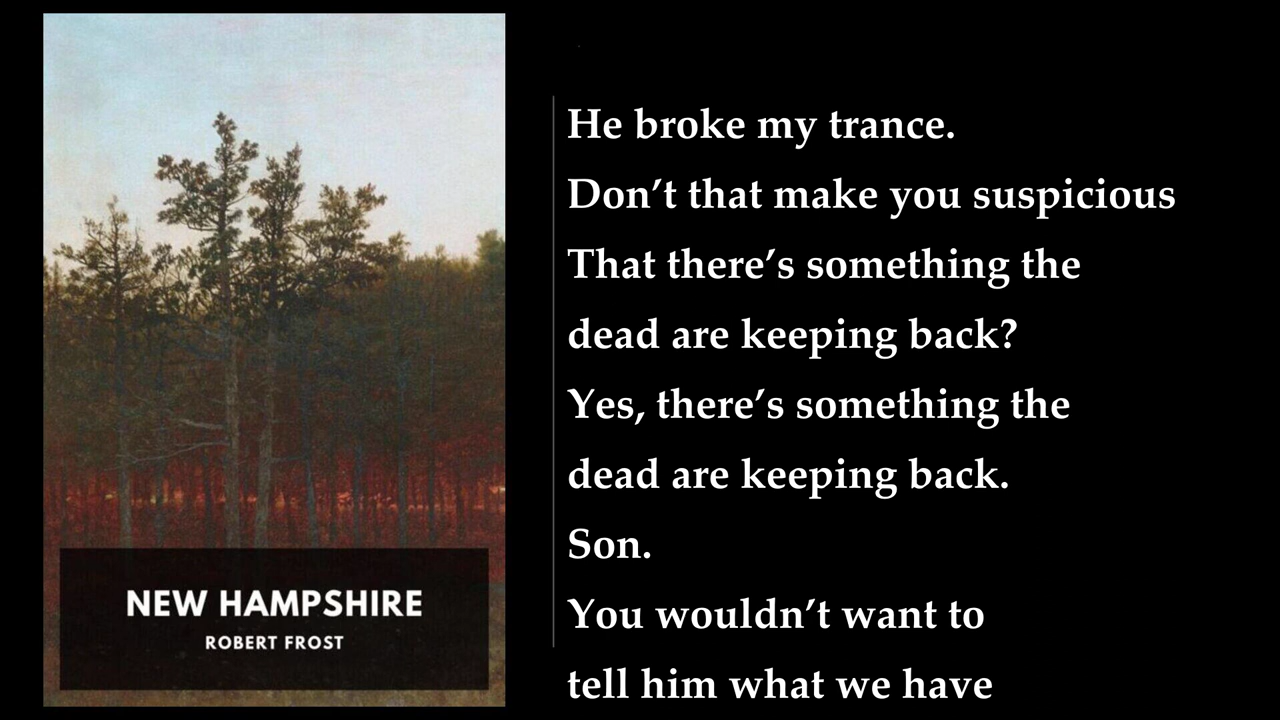 NEW HAMPSHIRE
ROBERT FROST
He broke my trance.
Don’t that make you suspicious
That there’s something the
dead are keeping back?
Yes, there’s something the
dead are keeping back.
Son.
You wouldn’t want to
tell him what we have